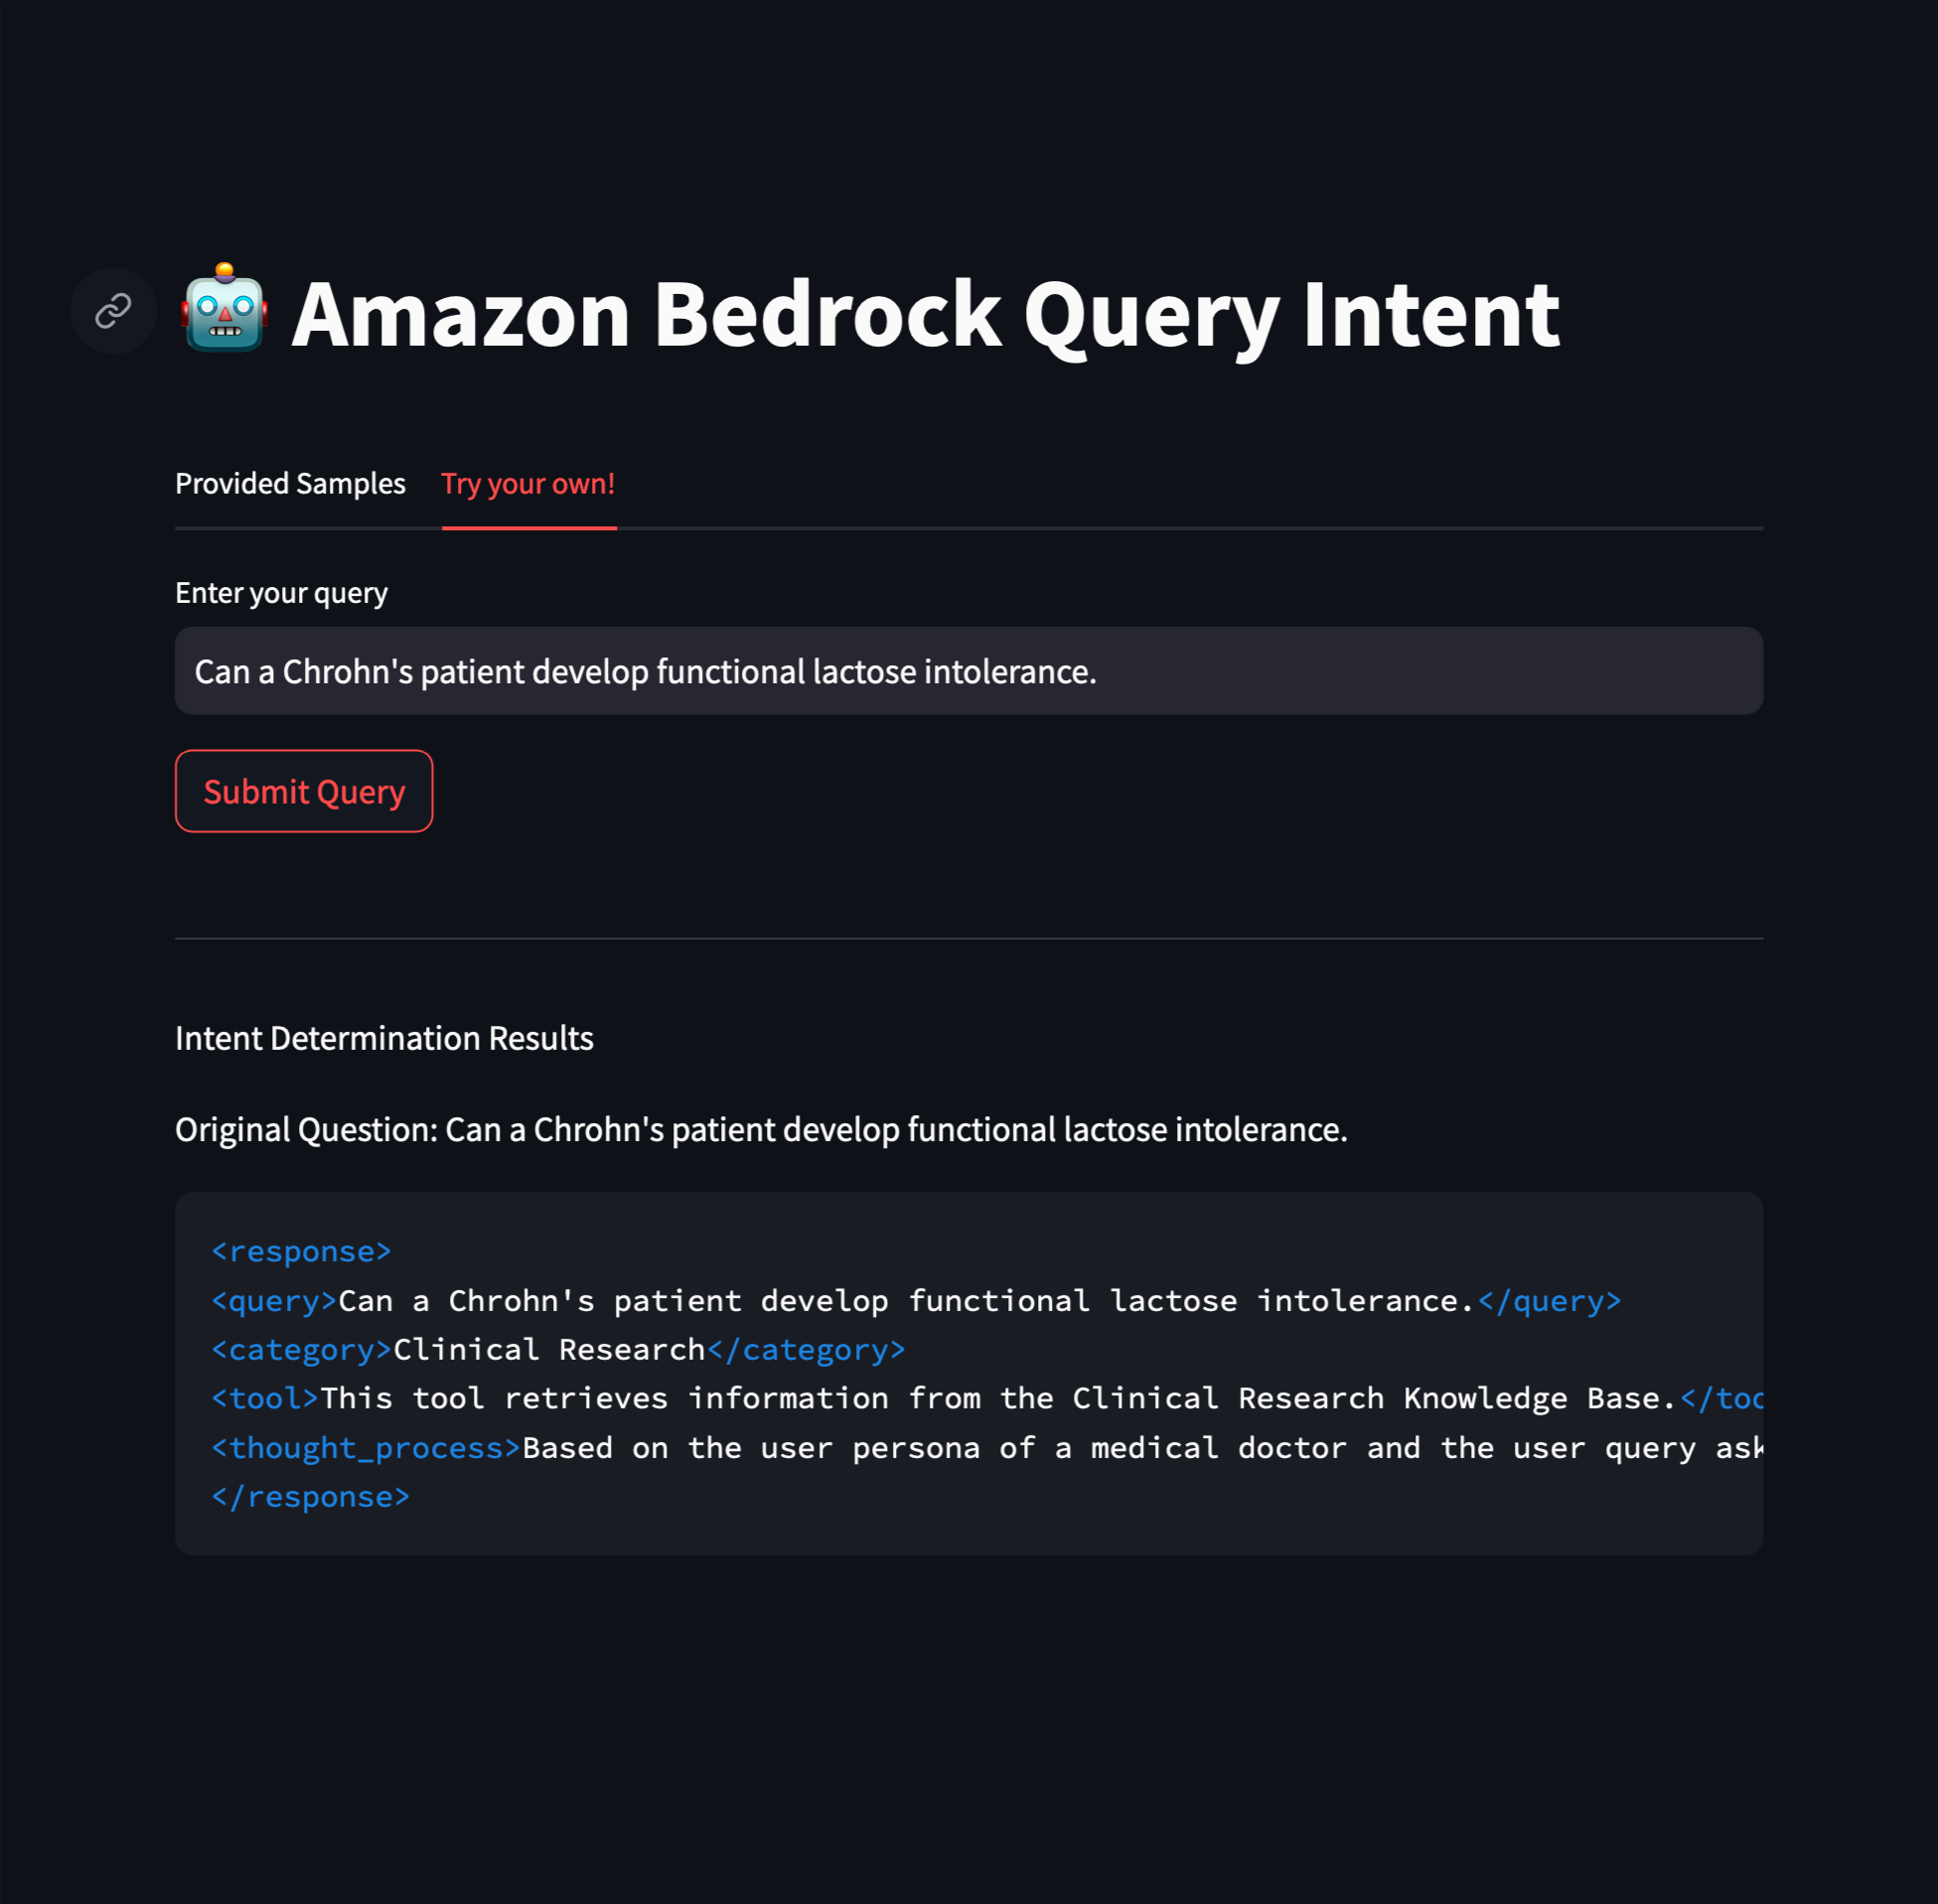 Amazon Bedrock Query Intent
Provided Samples Try your own!
Enter your query
Can a Chrohn's patient develop functional lactose intolerance.
Submit Query
Intent Determination Results
Original Question: Can a Chrohn's patient develop functional lactose intolerance.
<response>
<query>Can a Chrohn's patient develop functional lactose intolerance.</query>
<category>Clinical Research</category>
<tool>This tool retrieves information from the Clinical Research Knowledge Base.</too
<thought_process>Based on the user persona of a medical doctor and the user query ask
</response>